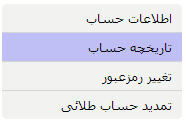 اطلاعات حساب
تاریخچه حساب
تغییر رمزعبور
تمدید حساب طلائی